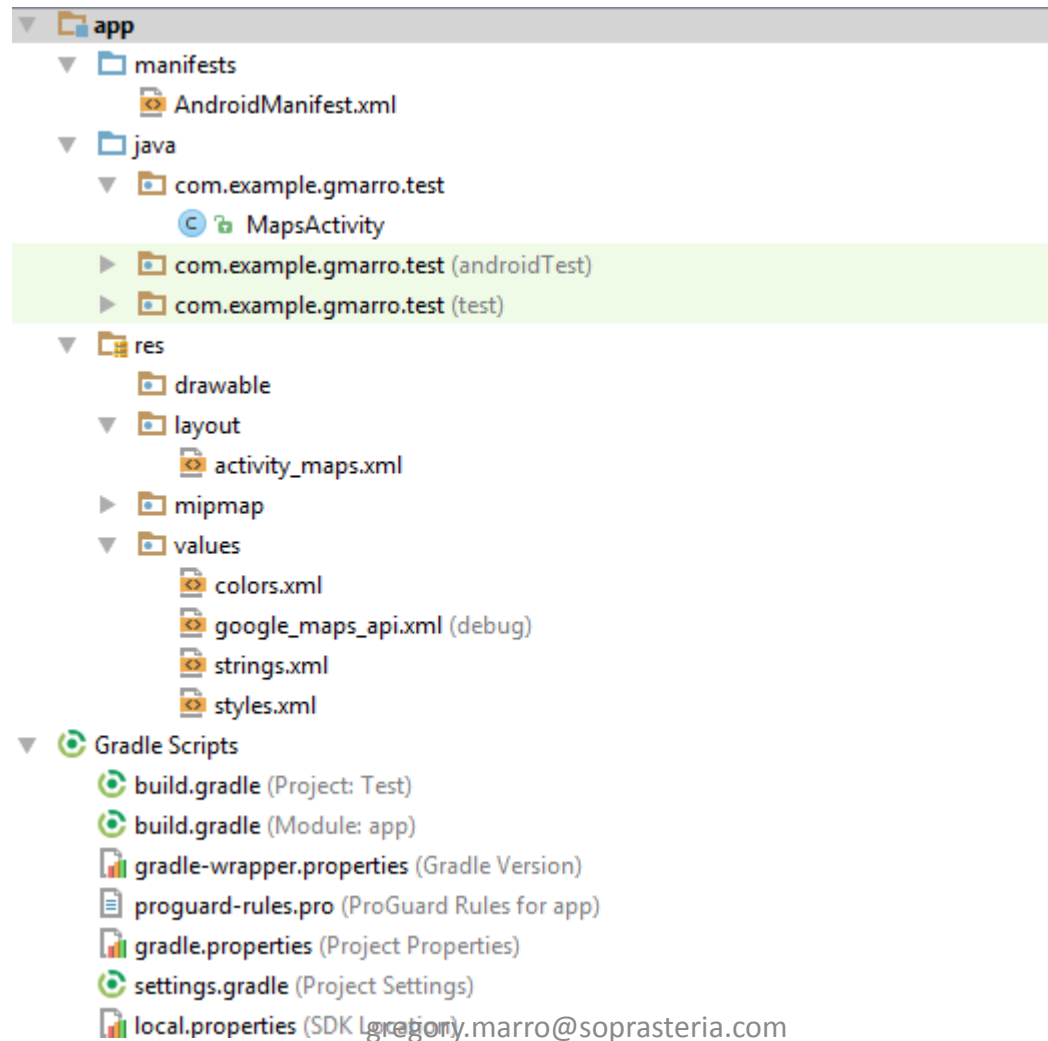 app
manifests
AndroidManifest.xml
java
com.example.gmarro.test
C MapsActivity
com.example.gmarro.test (androidTest)
com.example.gmarro.test (test)
res
drawable
layout
activity_maps.xml
mipmap
values
colors.xml
google_maps_api.xml (debug)
strings.xml
styles.xml
Gradle Scripts
build.gradle (Project: Test)
build.gradle (Module: app)
gradle-wrapper.properties (Gradle Version)
proguard-rules.pro (ProGuard Rules for app)
gradle.properties (Project Properties)
settings.gradle (Project Settings)
local.properties (SDK Location)
gregory.marro@soprasteria.com